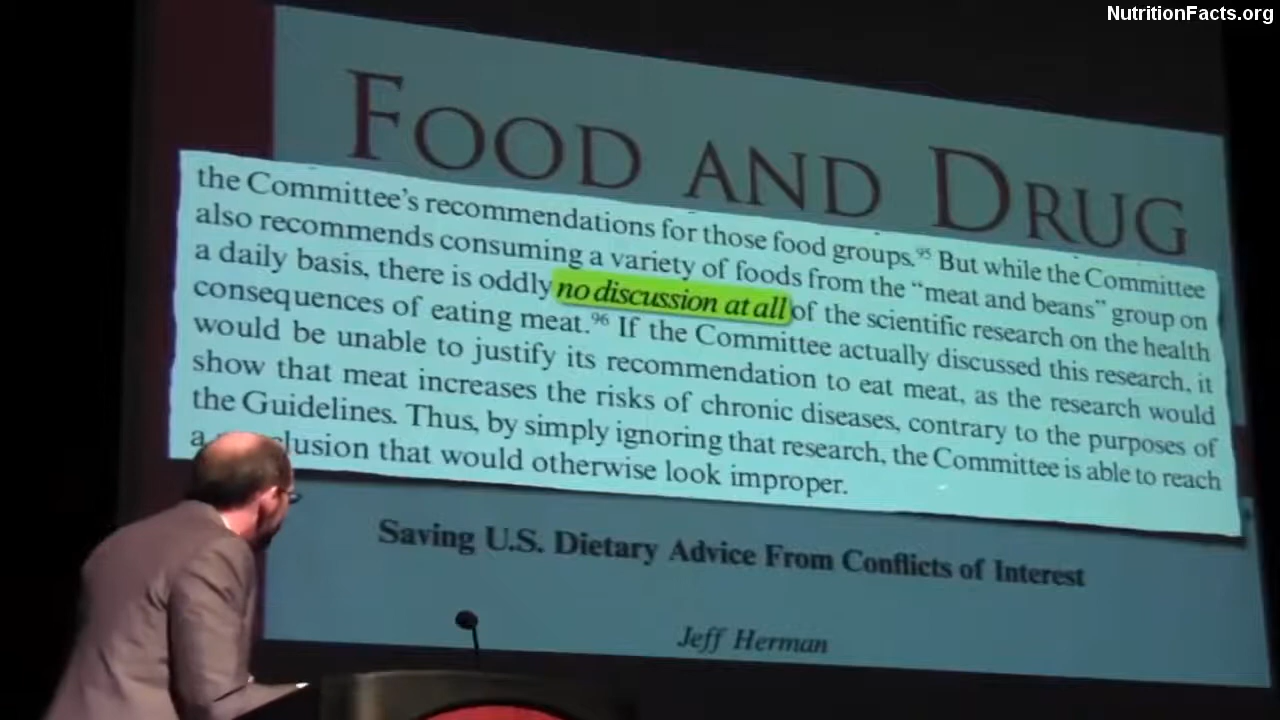 NutritionFacts.org
FOOD AND DRUG
the Committee's recommendations for those food groups.95 But while the Committee
also recommends consuming a variety of foods from the "meat and beans" group on
a daily basis, there is oddly no discussion at all of the scientific research on the health
consequences of eating meat.96 If the Committee actually discussed this research, it
would be unable to justify its recommendation to eat meat, as the research would
show that meat increases the risks of chronic diseases, contrary to the purposes of
the Guidelines. Thus, by simply ignoring that research, the Committee is able to reach
a that would otherwise look improper.
Saving U.S. Dietary Advice From Conflicts of Interest
Jeff Herman